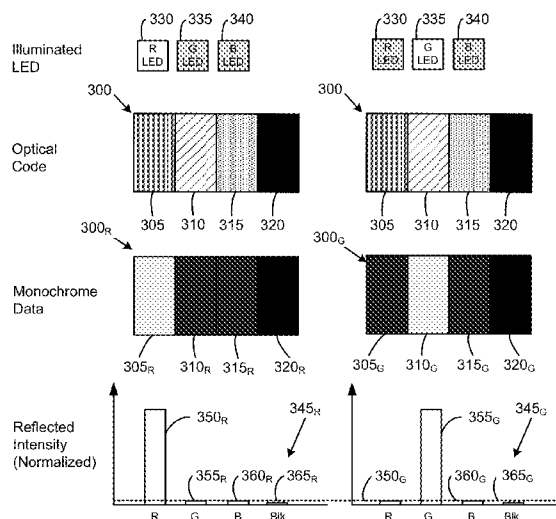 330 335 340 330 335 340
Illuminated
LED
R
LED
G
LED
B
LED
R
LED
G
LED
B
LED
300 300
Optical
Code
305 310 315 320 305 310 315 320
300R 300G
Monochrome
Data
305R 310R 315R 320R 305G 310G 315G 320G
Reflected
Intensity
(Normalized)
350R 345R 355G 345G
355R 360R 365R 350G 360G 365G
R G B Blk R G B Blk